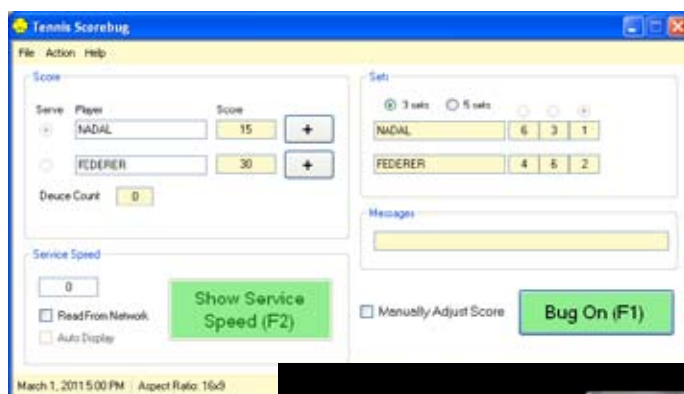 Tennis Scorebug
File Action Help
Score
Serve Player Score
NADAL 15 +
FEDERER 30 +
Deuce Count 0
Sets
3 sets 5 sets
NADAL 6 3 1
FEDERER 4 6 2
Messages
Service Speed
0
Read From Network
Auto Display
Show Service
Speed (F2)
Manually Adjust Score
Bug On (F1)
March 1, 2011 5:00 PM Aspect Ratio: 16x9